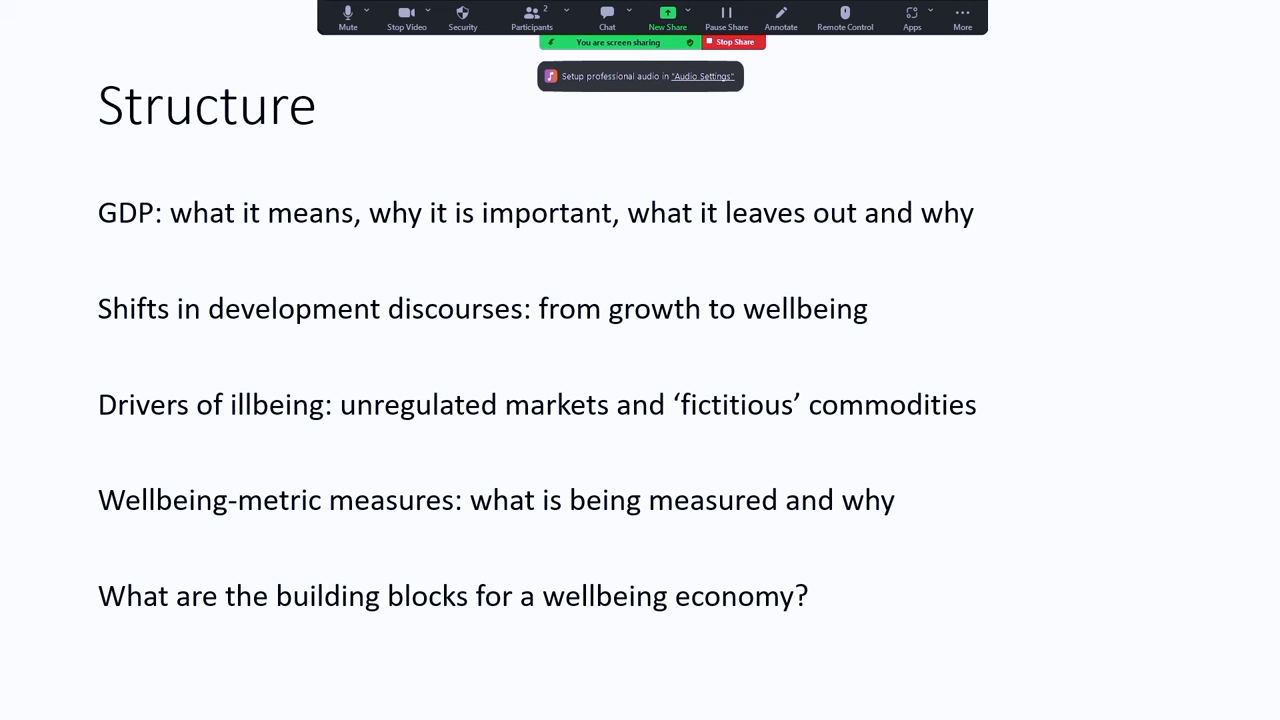 Mute
Stop Video
Security
2
Participants
Chat
New Share
Pause Share
Annotate
Remote Control
Apps
More
You are screen sharing
Stop Share
Setup professional audio in "Audio Settings"
Structure
GDP: what it means, why it is important, what it leaves out and why
Shifts in development discourses: from growth to wellbeing
Drivers of illbeing: unregulated markets and ‘fictitious’ commodities
Wellbeing-metric measures: what is being measured and why
What are the building blocks for a wellbeing economy?